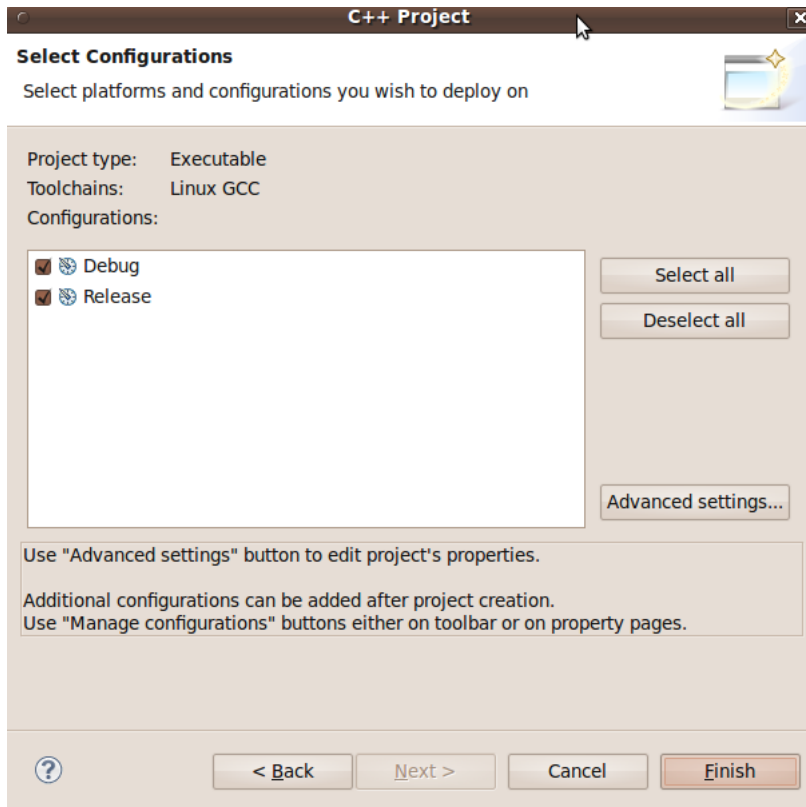 C++ Project
Select Configurations
Select platforms and configurations you wish to deploy on
Project type: Executable
Toolchains: Linux GCC
Configurations:
Debug
Release
Select all
Deselect all
Advanced settings...
Use "Advanced settings" button to edit project's properties.
Additional configurations can be added after project creation.
Use "Manage configurations" buttons either on toolbar or on property pages.
< Back Next > Cancel Finish